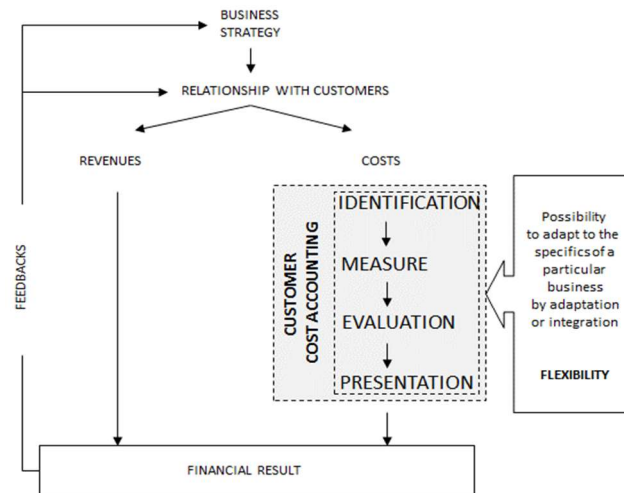 BUSINESS
STRATEGY
RELATIONSHIP WITH CUSTOMERS
REVENUES
COSTS
FEEDBACKS
CUSTOMER
COST ACCOUNTING
IDENTIFICATION
MEASURE
EVALUATION
PRESENTATION
Possibility
to adapt to the
specifics of a
particular
business
by adaptation
or integration
FLEXIBILITY
FINANCIAL RESULT